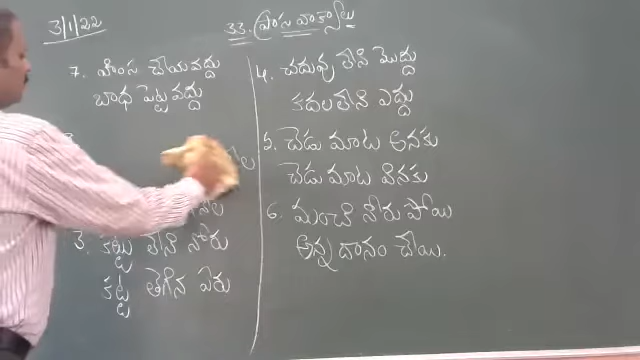 3/1/22
33. ప్రాస వాక్యాలు
7. హింస చేయవద్దు
బాధ పెట్టవద్దు
3. కట్టు లేని నోరు
కట్ట తెగిన ఏరు
4. చదువు లేని మొద్దు
కదలలేని ఎద్దు
5. చెడు మాట అనకు
చెడు మాట వినకు
6. మంచి నీరు పోయి
అన్న దానం చేయి.